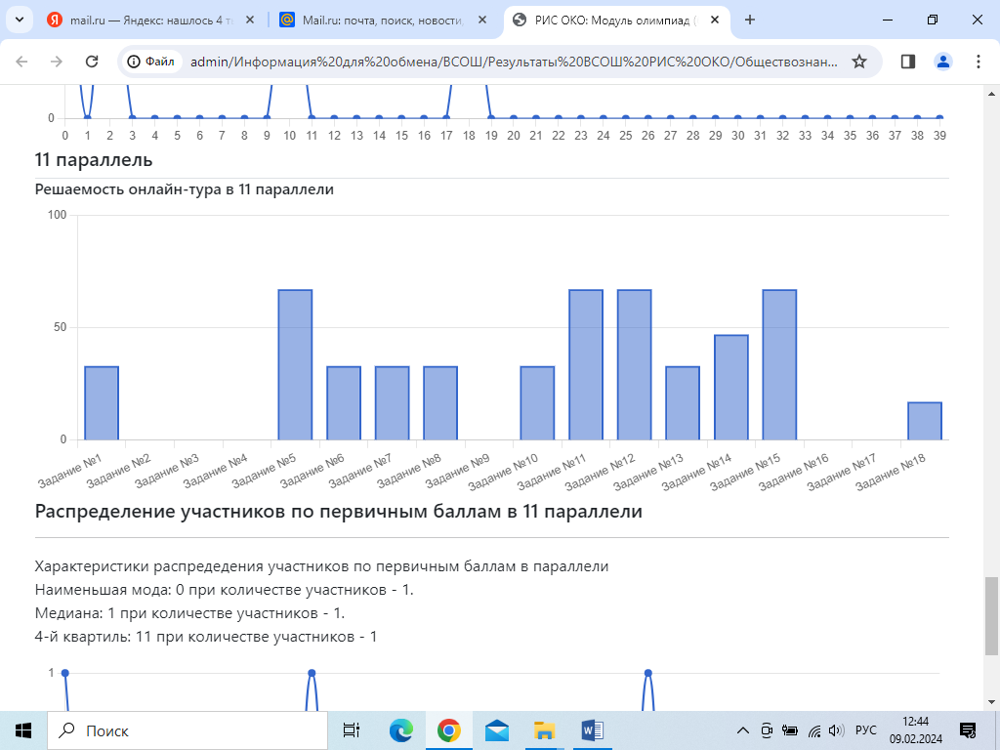 mail.ru — Яндекс: нашлось 4 т
Mail.ru: почта, поиск, новости,
РИС ОКО: Модуль олимпиад (
Файл
admin/Информация%20для%20обмена/ВСОШ/Результаты%20ВСОШ%20РИС%20ОКО/Обществознан...
0
0 1 2 3 4 5 6 7 8 9 10 11 12 13 14 15 16 17 18 19 20 21 22 23 24 25 26 27 28 29 30 31 32 33 34 35 36 37 38 39
11 параллель
Решаемость онлайн-тура в 11 параллели
100
50
0
Задание №1 Задание №2 Задание №3 Задание №4 Задание №5 Задание №6 Задание №7 Задание №8 Задание №9 Задание №10 Задание №11 Задание №12 Задание №13 Задание №14 Задание №15 Задание №16 Задание №17 Задание №18
Распределение участников по первичным баллам в 11 параллели
Характеристики распредедения участников по первичным баллам в параллели
Наименьшая мода: 0 при количестве участников - 1.
Медиана: 1 при количестве участников - 1.
4-й квартиль: 11 при количестве участников - 1
1
Поиск
РУС
12:44
09.02.2024